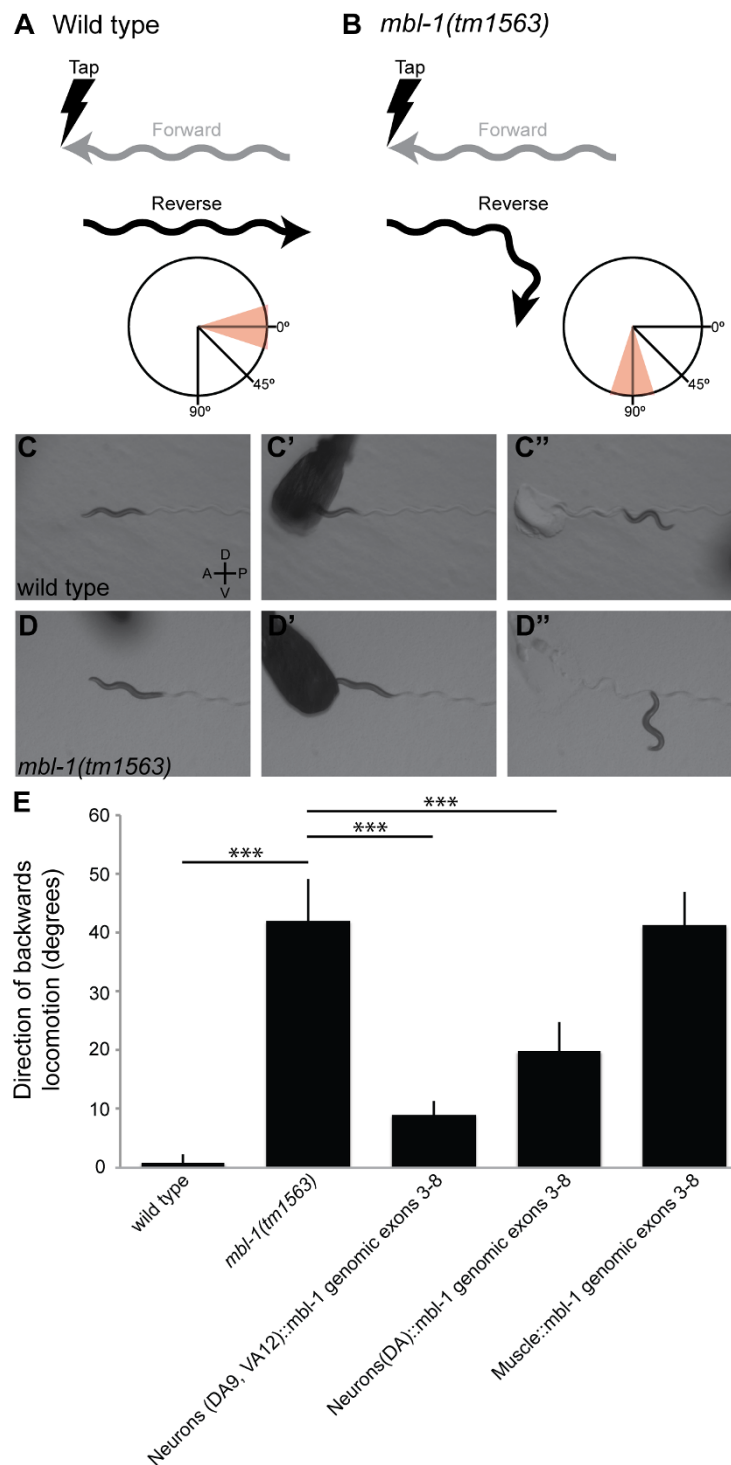 A Wild type
B mbl-1(tm1563)
Tap
Forward
Reverse
0º
45º
90º
Tap
Forward
Reverse
0º
45º
90º
C
D
A P
V
wild type
C'
C''
D
mbl-1(tm1563)
D'
D''
E
Direction of backwards
locomotion (degrees)
60
50
40
30
20
10
0
***
***
***
wild type
mbl-1(tm1563)
Neurons (DA9, VA12)::mbl-1 genomic exons 3-8
Neurons(DA)::mbl-1 genomic exons 3-8
Muscle::mbl-1 genomic exons 3-8